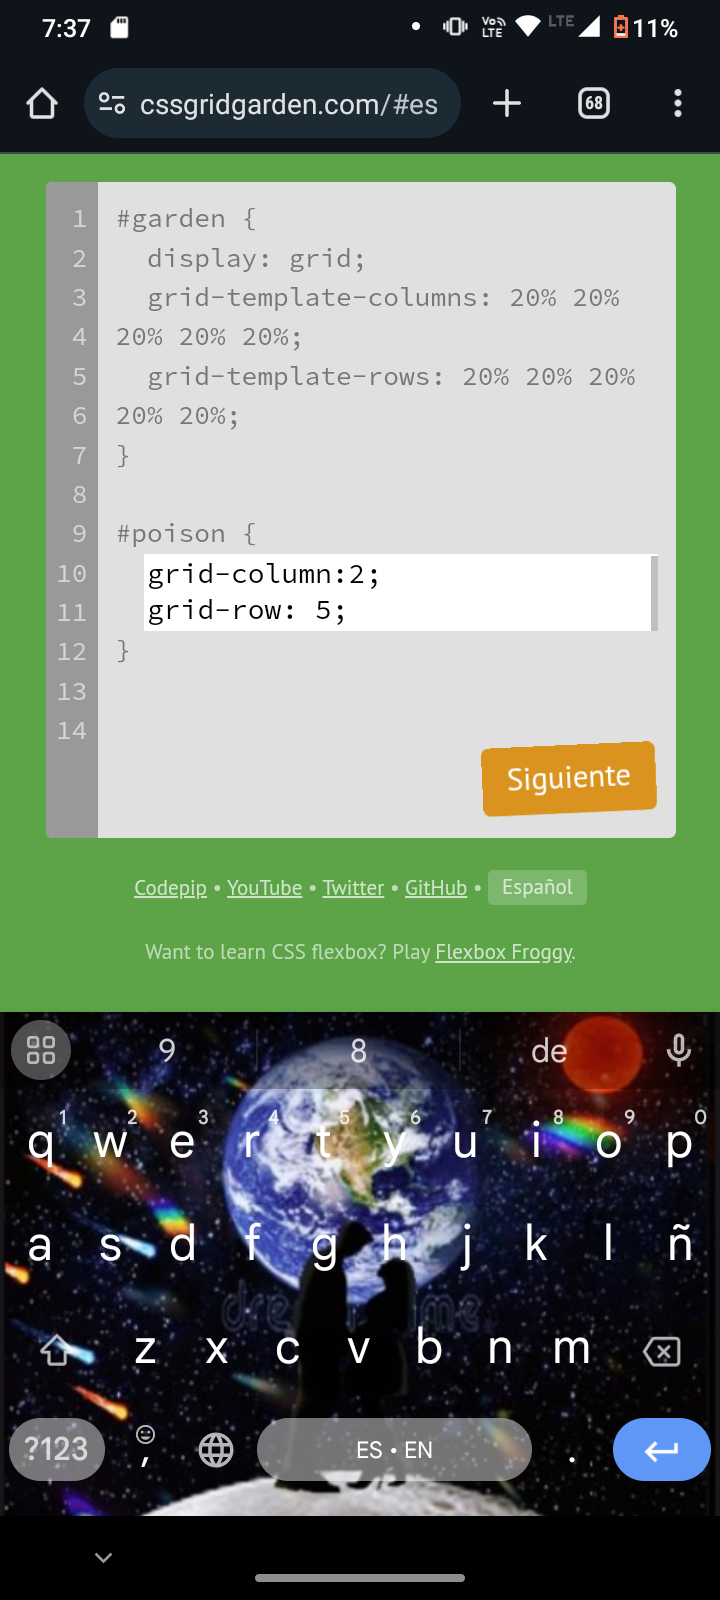 7:37
Vo)) LTE
LTE
11%
cssgridgarden.com/#es
68
1 #garden {
2 display: grid;
3 grid-template-columns: 20% 20%
4 20% 20% 20%;
5 grid-template-rows: 20% 20% 20%
6 20% 20%;
7 }
8
9 #poison {
10 grid-column:2;
11 grid-row: 5;
12 }
13
14
Siguiente
Codepip • YouTube • Twitter • GitHub • Español
Want to learn CSS flexbox? Play Flexbox Froggy.
9 8 de
1 2 3 4 5 6 7 8 9 0
q w e r t y u i o p
a s d f g h j k l ñ
z x c v b n m
?123 , ES • EN .